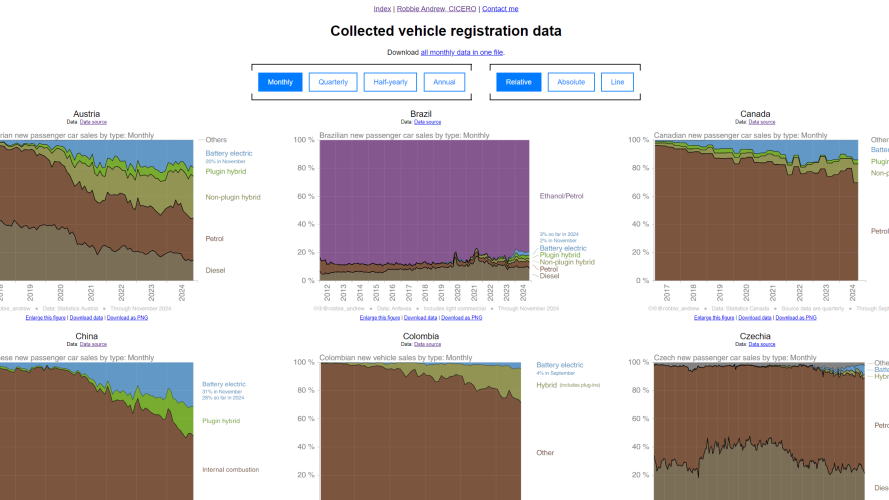 Index | Robbie Andrew, CICERO | Contact me
Collected vehicle registration data
Download all monthly data in one file.
Monthly Quarterly Half-yearly Annual Relative Absolute Line
Austria
Data: Data source
rian new passenger car sales by type: Monthly
Others
Battery electric
20% in November
Plugin hybrid
Non-plugin hybrid
Petrol
Diesel
2018 2019 2020 2021 2022 2023 2024
obbie_andrew • Data: Statistics Austria • Through November 2024
Enlarge this figure | Download data | Download as PNG
Brazil
Data: Data source
Brazilian new passenger car sales by type: Monthly
100 %
80 %
60 %
40 %
20 %
0 %
Ethanol/Petrol
3% so far in 2024
2% in November
Battery electric
Plugin hybrid
Non-plugin hybrid
Petrol
Diesel
2012 2013 2014 2015 2016 2017 2018 2019 2020 2021 2022 2023 2024
@robbie_andrew • Data: Anfavea • Includes light commercial • Through November 2024
Enlarge this figure | Download data | Download as PNG
Canada
Data: Data source
Canadian new passenger car sales by type: Monthly
100 %
80 %
60 %
40 %
20 %
0 %
Other
Batte
Plugin
Non-p
Petrol
2017 2018 2019 2020 2021 2022 2023 2024
@robbie_andrew • Data: Statistics Canada • Source data are quarterly • Through Sept
Enlarge this figure | Download data | Download as PNG
China
Data: Data source
ese new passenger car sales by type: Monthly
Battery electric
31% in November
28% so far in 2024
Plugin hybrid
Internal combustion
Colombia
Data: Data source
Colombian new vehicle sales by type: Monthly
100 %
80 %
60 %
40 %
20 %
Battery electric
4% in September
Hybrid (includes plug-ins)
Other
Czechia
Data: Data source
Czech new passenger car sales by type: Monthly
100 %
80 %
60 %
40 %
20 %
Othe
Batte
Hybri
Petro
Diese